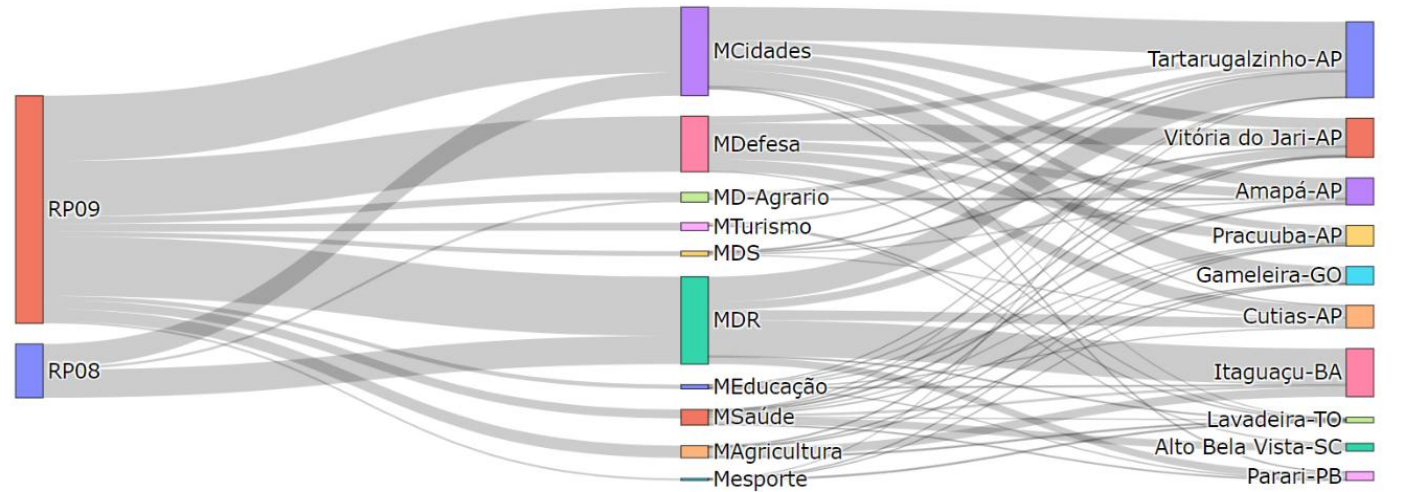 RP09
RP08
MCidades
MDefesa
MD-Agrario
MTurismo
MDS
MDR
MEducação
MSaúde
MAgricultura
Mesporte
Tartarugalzinho-AP
Vitória do Jari-AP
Amapá-AP
Pracuuba-AP
Gameleira-GO
Cutias-AP
Itaguaçu-BA
Lavadeira-TO
Alto Bela Vista-SC
Parari-PB